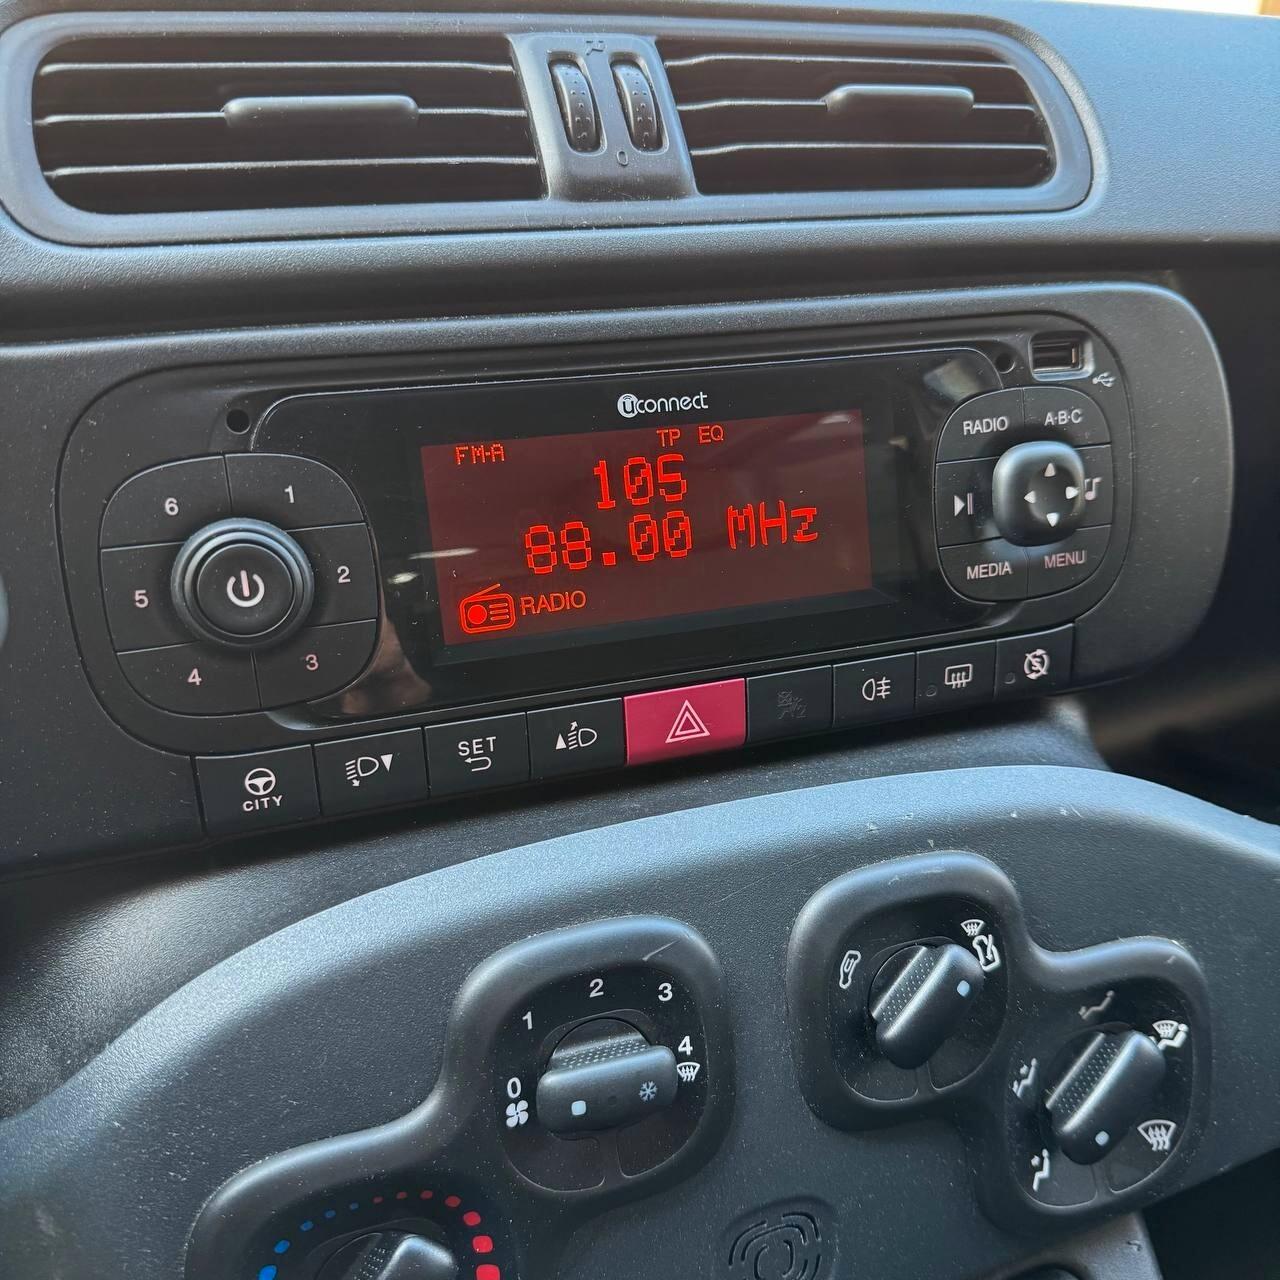 uconnect
FM-A TP EQ
105
88.00 MHz
RADIO
6 1
5 2
4 3
RADIO A·B·C
MEDIA MENU
CITY
SET
0 1 2 3 4